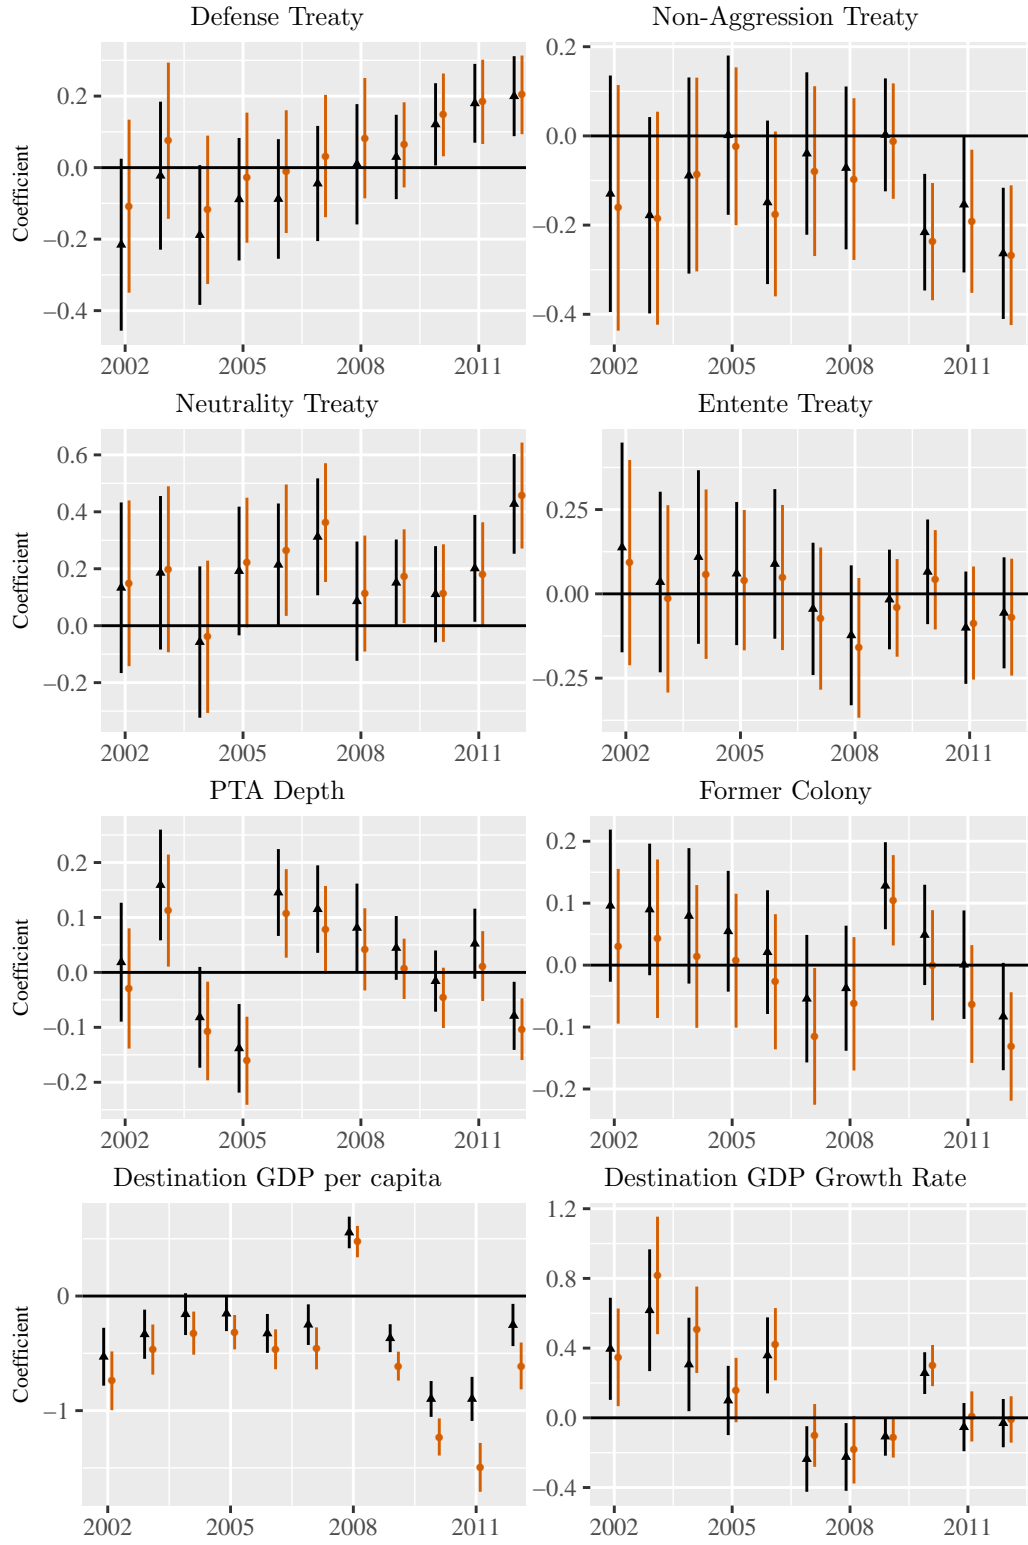 Defense Treaty
Non-Aggression Treaty
Coefficient
0.2
0.0
−0.2
−0.4
2002 2005 2008 2011
0.2
0.0
−0.2
−0.4
2002 2005 2008 2011
Neutrality Treaty
Entente Treaty
Coefficient
0.6
0.4
0.2
0.0
−0.2
2002 2005 2008 2011
0.25
0.00
−0.25
2002 2005 2008 2011
PTA Depth
Former Colony
Coefficient
0.2
0.1
0.0
−0.1
−0.2
2002 2005 2008 2011
0.2
0.1
0.0
−0.1
−0.2
2002 2005 2008 2011
Destination GDP per capita
Destination GDP Growth Rate
Coefficient
0
−1
2002 2005 2008 2011
1.2
0.8
0.4
0.0
−0.4
2002 2005 2008 2011